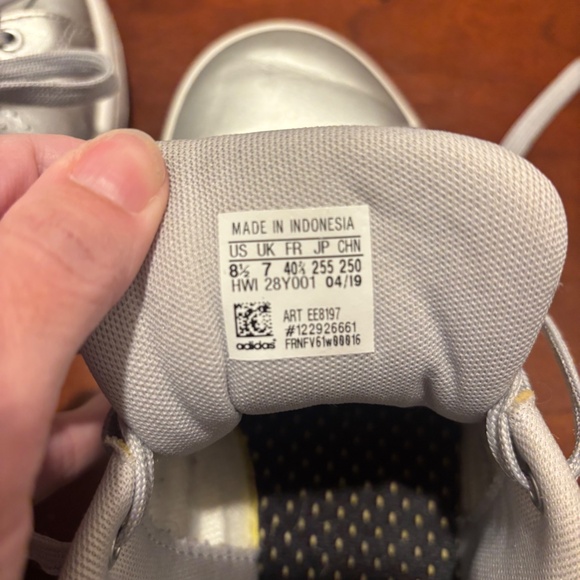 MADE IN INDONESIA
US UK FR JP CHN
8½ 7 40⅔ 255 250
HWI 28Y001 04/19
ART EE8197
#122926661
adidas FRNFV61w00016